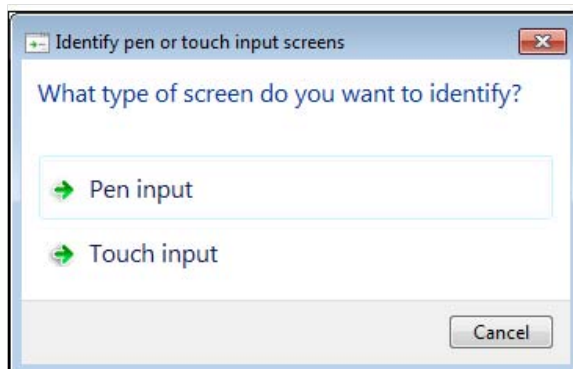 Identify pen or touch input screens
What type of screen do you want to identify?
Pen input
Touch input
Cancel